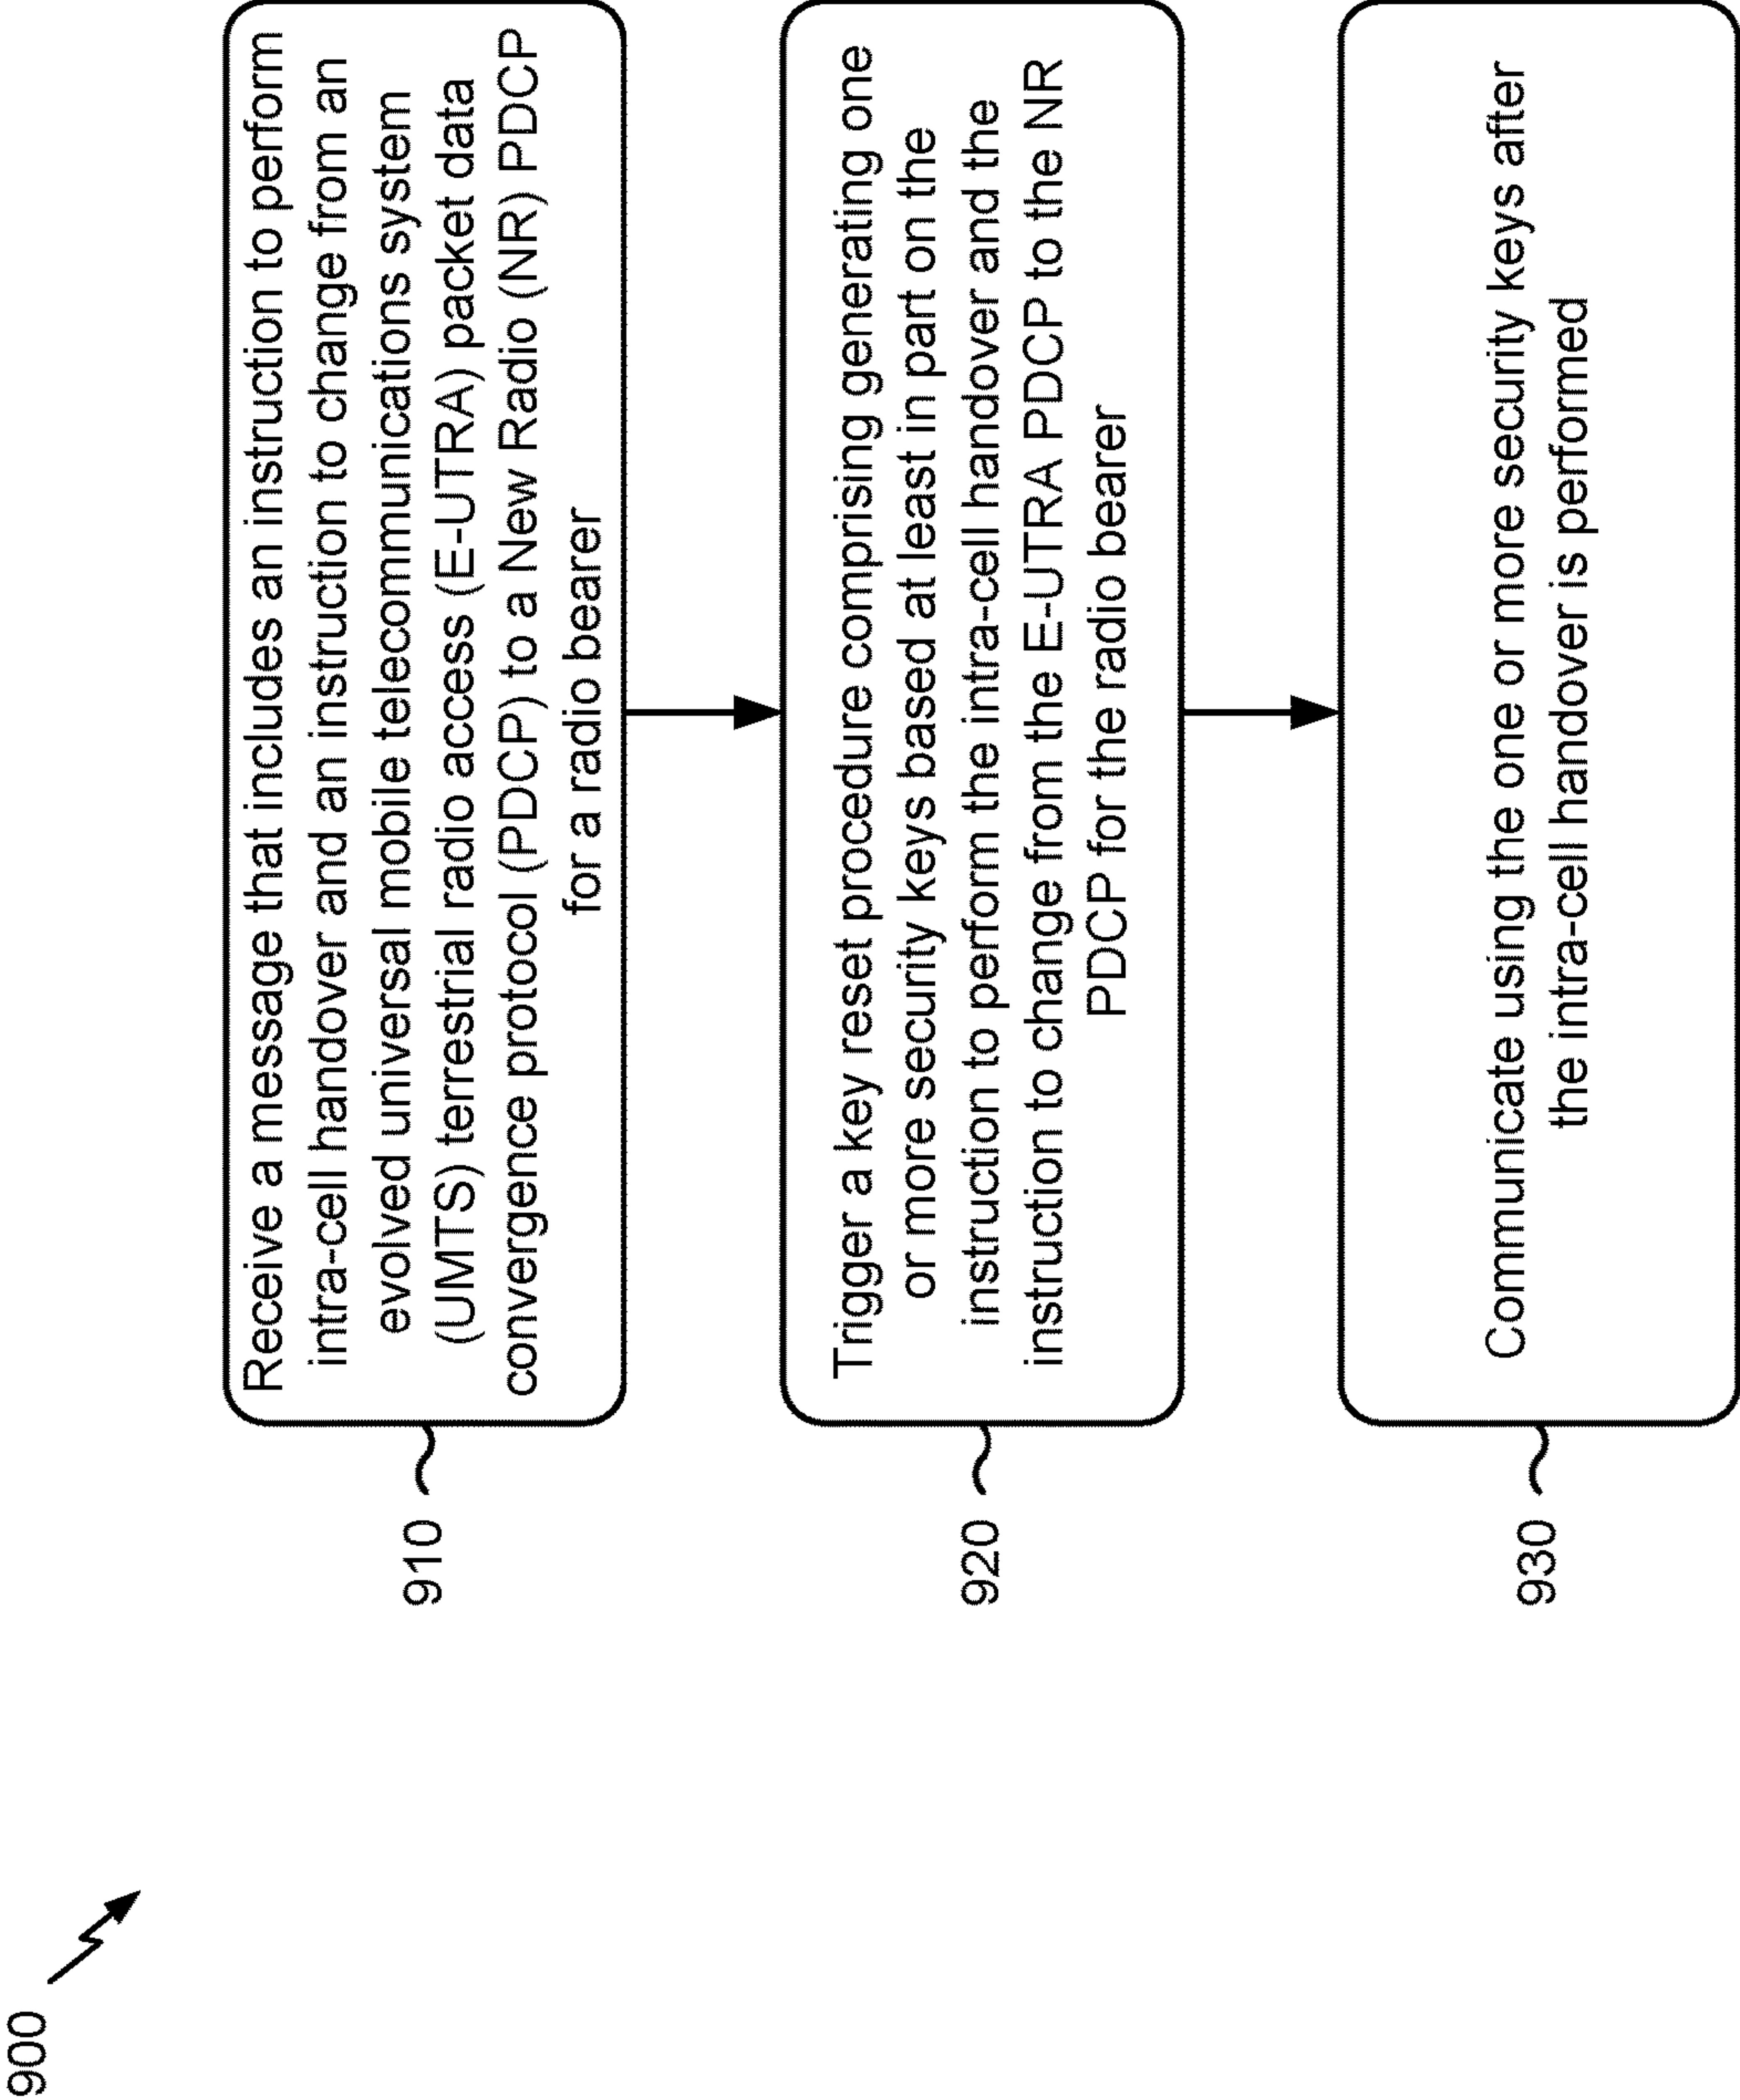 900
910
Receive a message that includes an instruction to perform
intra-cell handover and an instruction to change from an
evolved universal mobile telecommunications system
(UMTS) terrestrial radio access (E-UTRA) packet data
convergence protocol (PDCP) to a New Radio (NR) PDCP
for a radio bearer
920
Trigger a key reset procedure comprising generating one
or more security keys based at least in part on the
instruction to perform the intra-cell handover and the
instruction to change from the E-UTRA PDCP to the NR
PDCP for the radio bearer
930
Communicate using the one or more security keys after
the intra-cell handover is performed